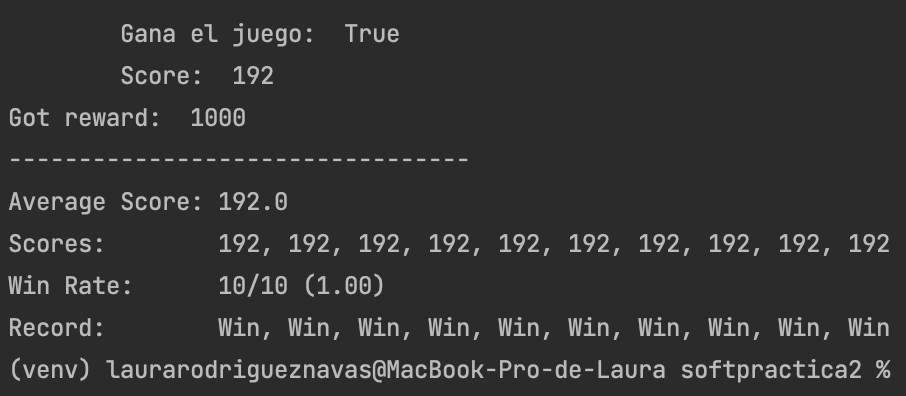 Gana el juego:  True
Score:  192
Got reward:  1000
---------------------------------
Average Score: 192.0
Scores:        192, 192, 192, 192, 192, 192, 192, 192, 192, 192
Win Rate:      10/10 (1.00)
Record:        Win, Win, Win, Win, Win, Win, Win, Win, Win, Win
(venv) laurarodrigueznavas@MacBook-Pro-de-Laura softpractica2 %